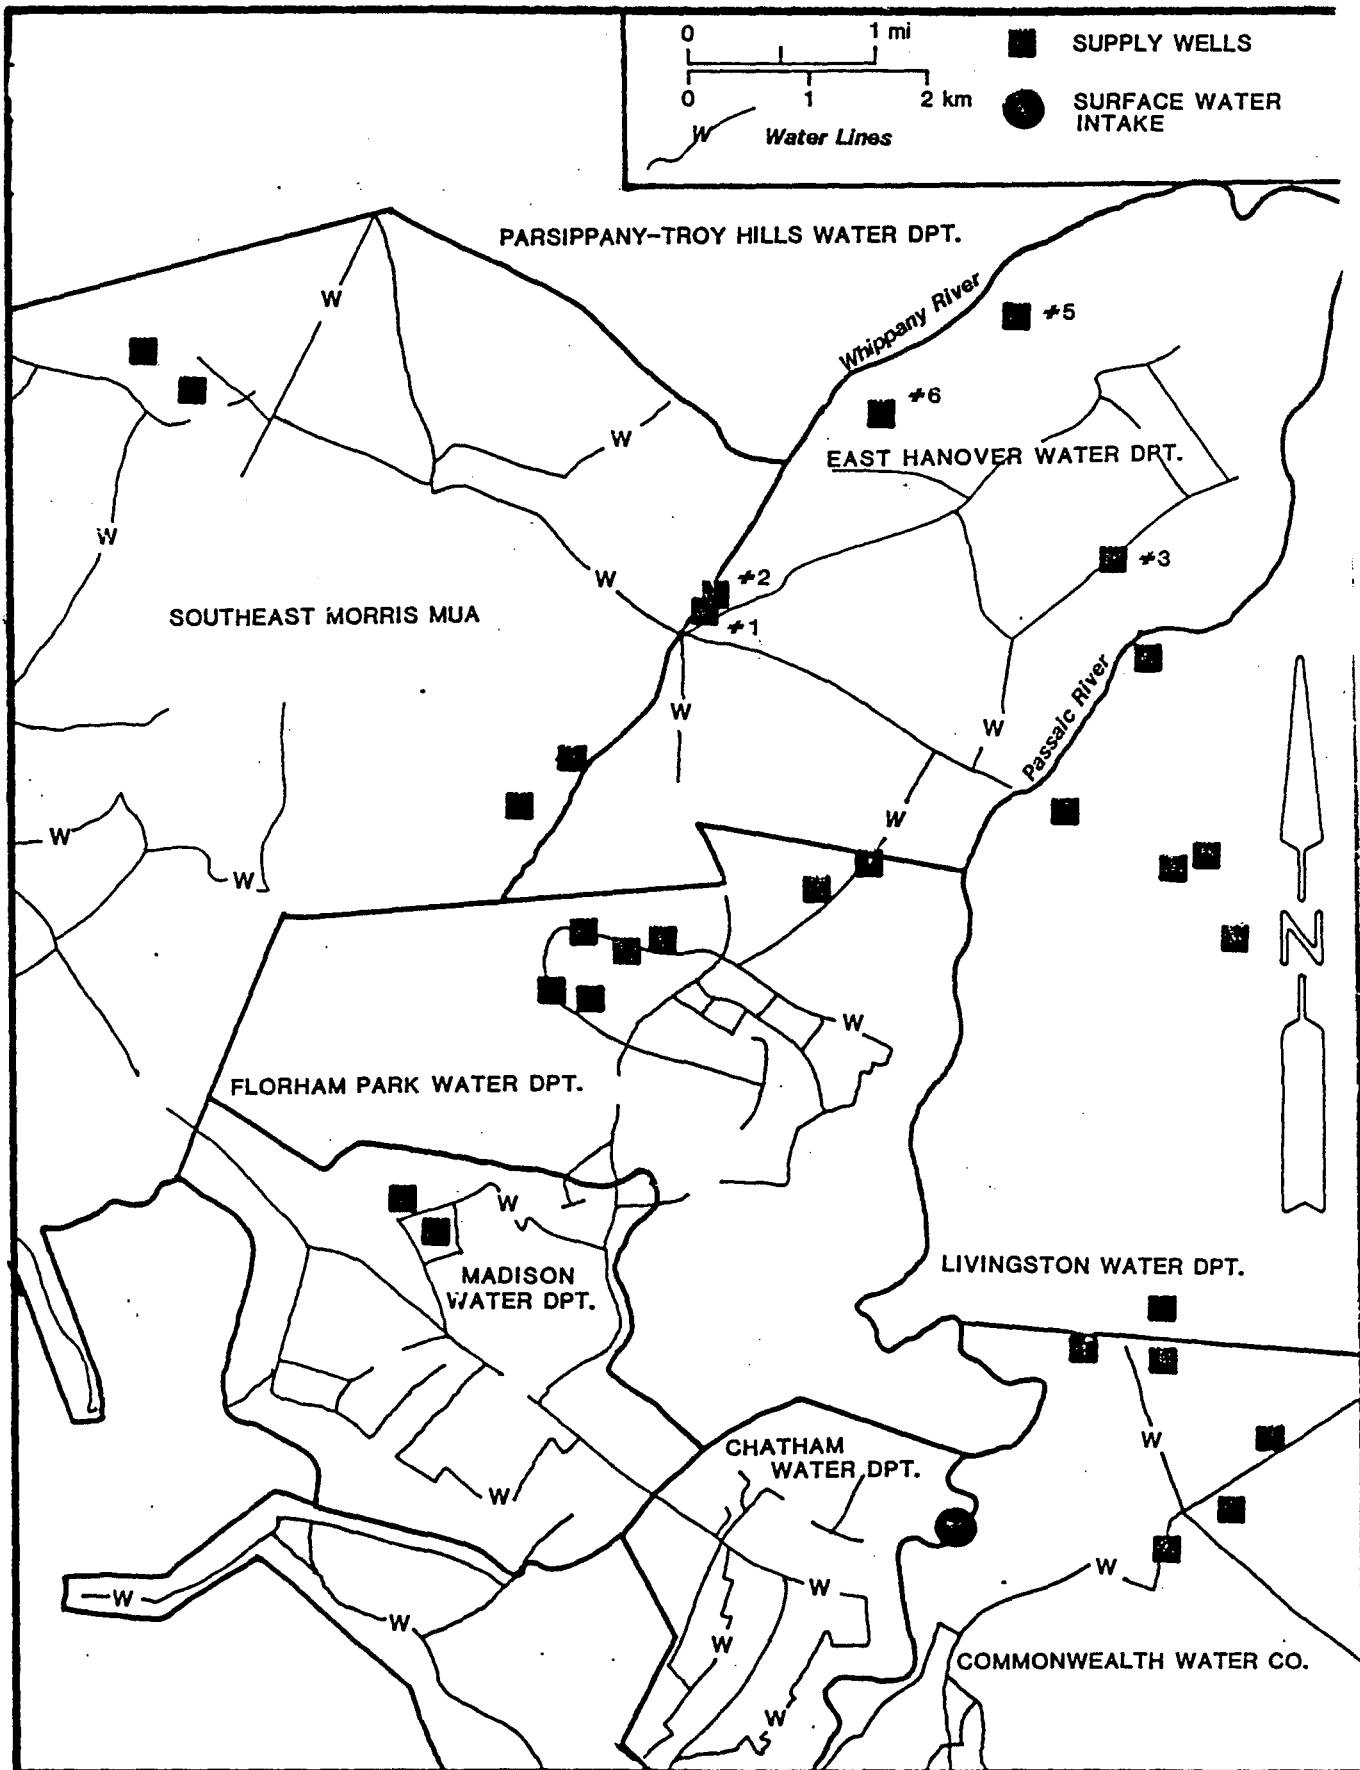 0 1 mi
0 1 2 km
W Water Lines
SUPPLY WELLS
SURFACE WATER
INTAKE
PARSIPPANY-TROY HILLS WATER DPT.
Whippany River
#5
W
#6
W
EAST HANOVER WATER DPT.
W
W
#2
#3
SOUTHEAST MORRIS MUA
#1
Passaic River
W
W
W
W
W
N
W
FLORHAM PARK WATER DPT.
W
LIVINGSTON WATER DPT.
MADISON
WATER DPT.
W
CHATHAM
WATER DPT.
W
W
W
W
W
W
COMMONWEALTH WATER CO.
W